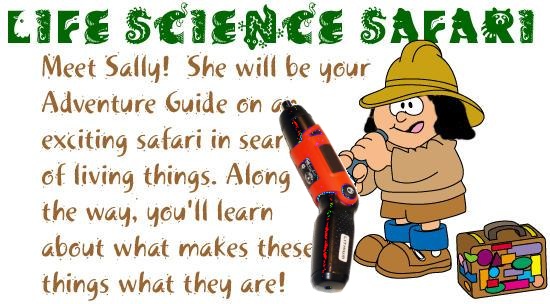 LIFE SCIENCE SAFARI
Meet Sally! She will be your
Adventure Guide on a
exciting safari in sear
of living things. Along
the way, you'll learn
about what makes these
things what they are!